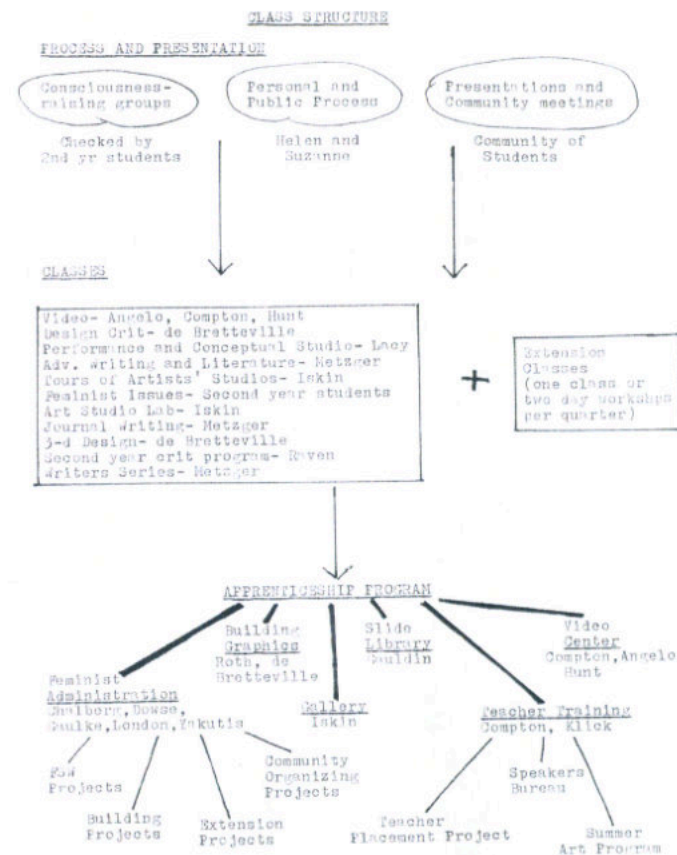 CLASS STRUCTURE
PROCESS AND PRESENTATION
Consciousness-
raising groups
Personal and
Public Process
Presentations and
Community meetings
Checked by
2nd yr students
Helen and
Suzanne
Community of
Students
CLASSES
Video- Angelo, Compton, Hunt
Design Crit- de Bretteville
Performance and Conceptual Studio- Lacy
Adv. Writing and Literature- Metzger
Tours of Artists' Studios- Iskin
Feminist Issues- Second year students
Art Studio Lab- Iskin
Journal Writing- Metzger
3-d Design- de Bretteville
Second year crit program- Raven
Writers Series- Metzger
+
Extension
Classes
(one class or
two day workshps
per quarter)
APPRENTICESHIP PROGRAM
Building
Graphics
Roth, de
Bretteville
Slide
Library
Gauldin
Video
Center
Compton, Angelo
Hunt
Feminist
Administration
Dowse,
Gaulke, London, Yakutis
Gallery
Iskin
Teacher Training
Compton, Klick
FSW
Projects
Building
Projects
Extension
Projects
Community
Organizing
Projects
Teacher
Placement Project
Speakers
Bureau
Summer
Art Program